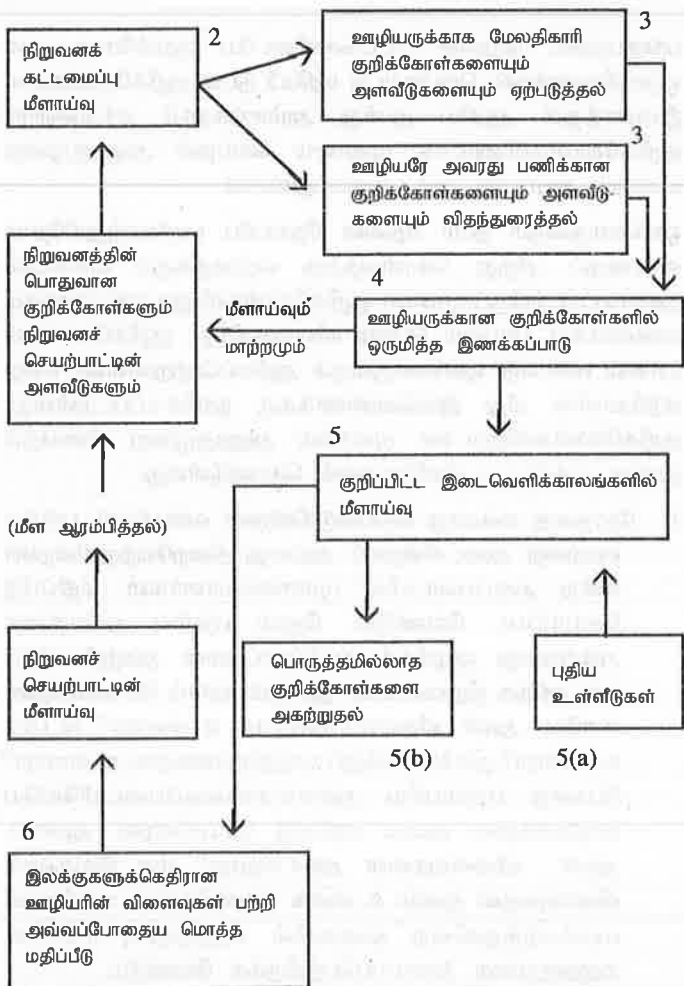 2
நிறுவனக்
கட்டமைப்பு
மீளாய்வு
3
ஊழியருக்காக மேலதிகாரி
குறிக்கோள்களையும்
அளவீடுகளையும் ஏற்படுத்தல்
3
ஊழியரே அவரது பணிக்கான
குறிக்கோள்களையும் அளவீடு
களையும் விதந்துரைத்தல்
நிறுவனத்தின்
பொதுவான
குறிக்கோள்களும்
நிறுவனச்
செயற்பாட்டின்
அளவீடுகளும்
மீளாய்வும்
மாற்றமும்
4
ஊழியருக்கான குறிக்கோள்களில்
ஒருமித்த இணக்கப்பாடு
5
குறிப்பிட்ட இடைவெளிக்காலங்களில்
மீளாய்வு
(மீள ஆரம்பித்தல்)
நிறுவனச்
செயற்பாட்டின்
மீளாய்வு
பொருத்தமில்லாத
குறிக்கோள்களை
அகற்றுதல்
5(b)
புதிய
உள்ளீடுகள்
5(a)
6
இலக்குகளுக்கெதிரான
ஊழியரின் விளைவுகள் பற்றி
அவ்வப்போதைய மொத்த
மதிப்பீடு